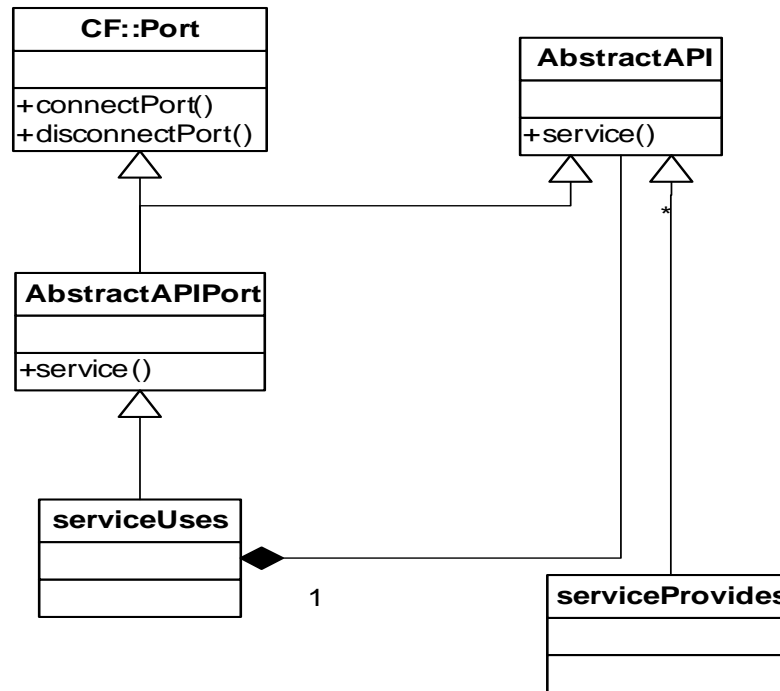 CF::Port
+connectPort()
+disconnectPort()
AbstractAPI
+service()
*
AbstractAPIPort
+service()
serviceUses
1
serviceProvides